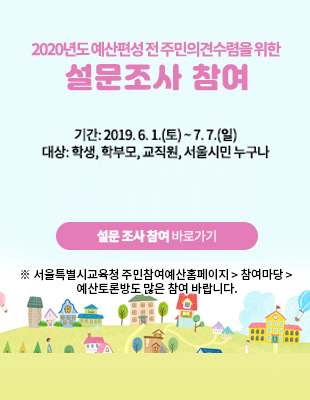 2020년도 예산편성 전 주민의견수렴을 위한
설문조사 참여
기간: 2019. 6. 1.(토) ~ 7. 7.(일)
대상: 학생, 학부모, 교직원, 서울시민 누구나
설문 조사 참여 바로가기
※ 서울특별시교육청 주민참여예산홈페이지 > 참여마당 >
예산토론방도 많은 참여 바랍니다.